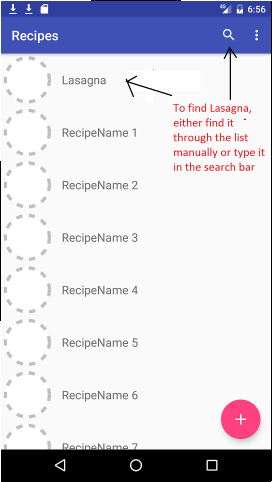 4G 6:56
Recipes
Lasagna
To find Lasagna,
either find it
through the list
manually or type it
in the search bar
RecipeName 1
RecipeName 2
RecipeName 3
RecipeName 4
RecipeName 5
RecipeName 6
RecipeName 7